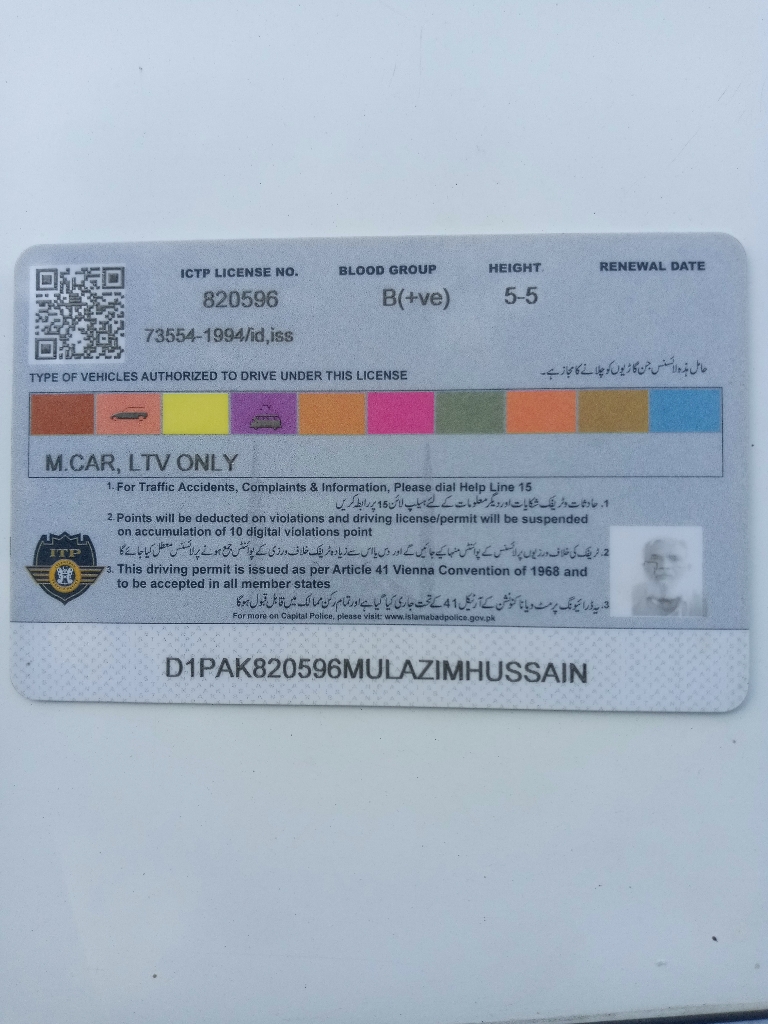 ICTP LICENSE NO. BLOOD GROUP HEIGHT RENEWAL DATE
820596 B(+ve) 5-5
73554-1994/id,iss
TYPE OF VEHICLES AUTHORIZED TO DRIVE UNDER THIS LICENSE حامل ہذہ لائسنس جن گاڑیوں کو چلانے کا مجاز ہے۔
M.CAR, LTV ONLY
1. For Traffic Accidents, Complaints & Information, Please dial Help Line 15
1. حادثات و ٹریفک شکایات اور دیگر معلومات کے لئے ہیلپ لائن 15 پر رابطہ کریں
2. Points will be deducted on violations and driving license/permit will be suspended
on accumulation of 10 digital violations point
2. ٹریفک کی خلاف ورزیوں پر لائسنس کے پوائنٹس منہا کیے جائیں گے اور دس یا اس سے زیادہ ٹریفک خلاف ورزی کے پوائنٹس جمع ہونے پر لائسنس معطل کیا جائے گا
ITP
3. This driving permit is issued as per Article 41 Vienna Convention of 1968 and
to be accepted in all member states
3. یہ ڈرائیونگ پرمٹ ویانا کنونشن کے آرٹیکل 41 کے تحت جاری کیا گیا ہے اور تمام رکن ممالک میں قابل قبول ہوگا
For more on Capital Police, please visit: www.islamabadpolice.gov.pk
D1PAK820596MULAZIMHUSSAIN